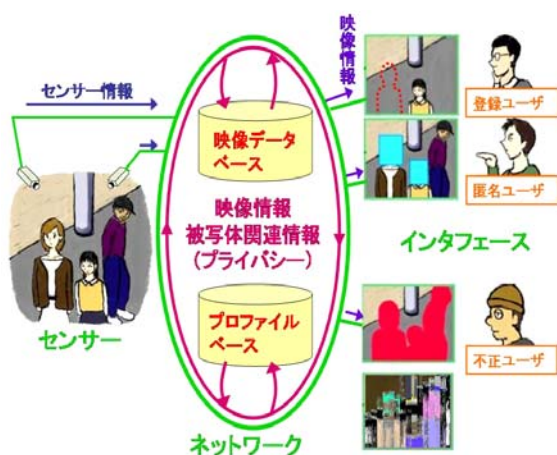 センサー情報
映像情報
登録ユーザ
映像データ
ベース
匿名ユーザ
映像情報
被写体関連情報
(プライバシー)
インタフェース
センサー
プロファイル
ベース
不正ユーザ
ネットワーク